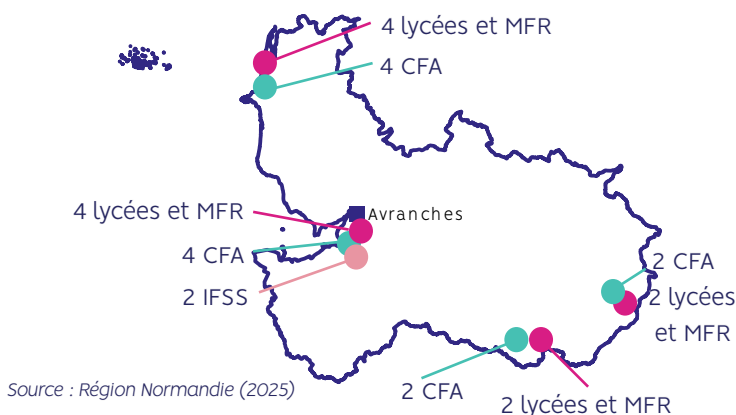 4 lycées et MFR
4 CFA
4 lycées et MFR
Avranches
4 CFA
2 IFSS
2 CFA
2 lycées
et MFR
2 CFA
2 lycées et MFR
Source : Région Normandie (2025)